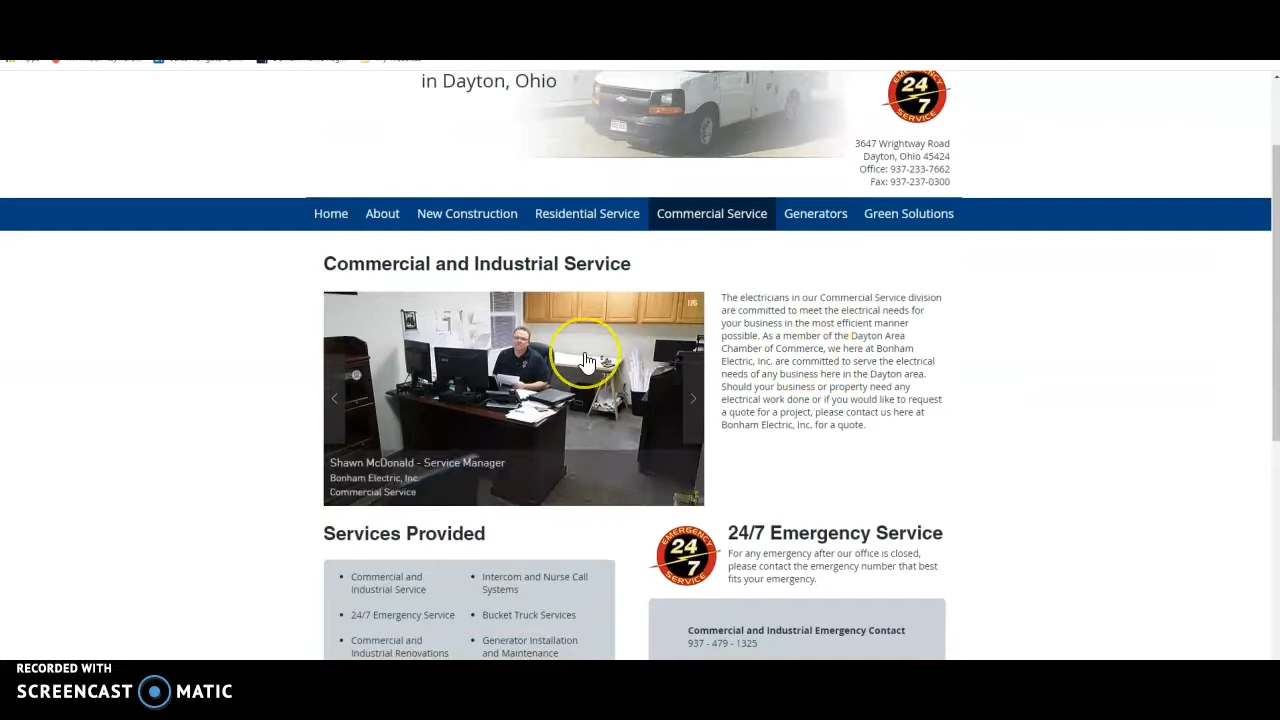 in Dayton, Ohio
EMERGENCY
24
7
SERVICE
3647 Wrightway Road
Dayton, Ohio 45424
Office: 937-233-7662
Fax: 937-237-0300
Home About New Construction Residential Service Commercial Service Generators Green Solutions
Commercial and Industrial Service
1/6
Shawn McDonald - Service Manager
Bonham Electric, Inc.
Commercial Service
The electricians in our Commercial Service division
are committed to meet the electrical needs for
your business in the most efficient manner
possible. As a member of the Dayton Area
Chamber of Commerce, we here at Bonham
Electric, Inc. are committed to serve the electrical
needs of any business here in the Dayton area.
Should your business or property need any
electrical work done or if you would like to request
a quote for a project, please contact us here at
Bonham Electric, Inc. for a quote.
Services Provided
• Commercial and
Industrial Service
• 24/7 Emergency Service
• Commercial and
Industrial Renovations
• Intercom and Nurse Call
Systems
• Bucket Truck Services
• Generator Installation
and Maintenance
EMERGENCY
24
7
SERVICE
24/7 Emergency Service
For any emergency after our office is closed,
please contact the emergency number that best
fits your emergency.
Commercial and Industrial Emergency Contact
937 - 479 - 1325
RECORDED WITH
SCREENCAST MATIC